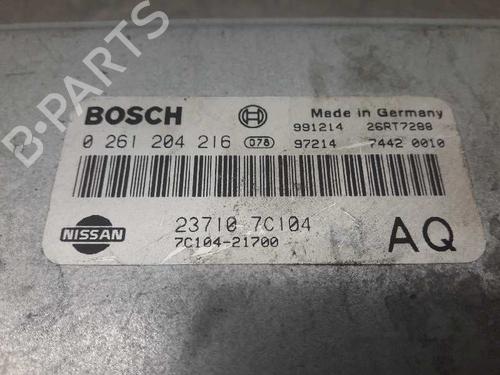 B-Parts
BOSCH
Made in Germany
0 261 204 216 078
991214 26RT7288
97214 7442 0010
NISSAN
23710 7C104
7C104-21700
AQ